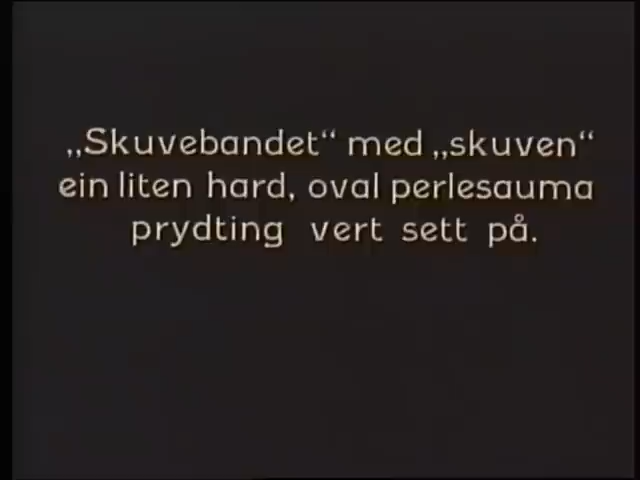 „Skuvebandet“ med „skuven“
ein liten hard, oval perlesauma
prydting vert sett på.